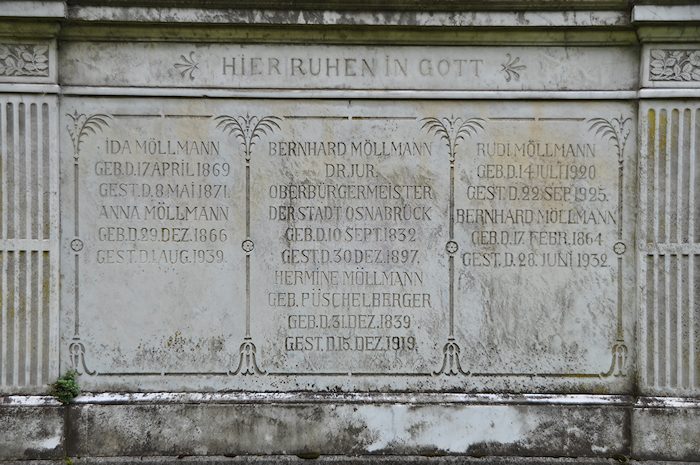 HIER RUHEN IN GOTT
IDA MÖLLMANN
GEB.D.17.APRIL 1869
GEST.D.8.MAI 1871.
ANNA MÖLLMANN
GEB.D.29.DEZ.1866
GEST.D.1.AUG.1939.
BERNHARD MÖLLMANN
DR.JUR.
OBERBÜRGERMEISTER
DER STADT OSNABRÜCK
GEB.D.10.SEPT.1832
GEST.D.30.DEZ.1897.
HERMINE MÖLLMANN
GEB. PÜSCHELBERGER
GEB.D.31.DEZ.1839
GEST.D.15.DEZ.1919.
RUDI MÖLLMANN
GEB.D.14.JULI 1920
GEST.D.22.SEP.1925.
BERNHARD MÖLLMANN
GEB.D.17.FEBR.1864
GEST.D.28.JUNI 1932